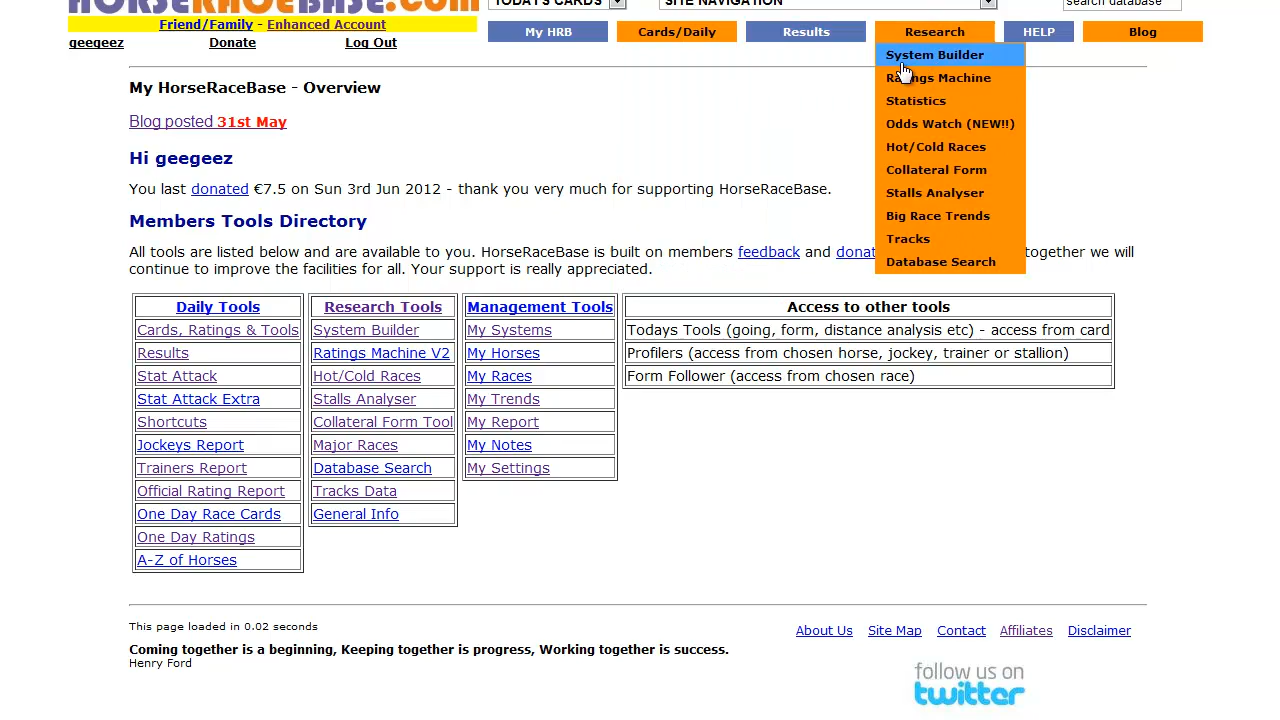 HORSERACEBASE.COM
TODAYS CARDS
SITE NAVIGATION
search database
Friend/Family - Enhanced Account
geegeez Donate Log Out
My HRB Cards/Daily Results Research HELP Blog
System Builder
Ratings Machine
Statistics
Odds Watch (NEW!!)
Hot/Cold Races
Collateral Form
Stalls Analyser
Big Race Trends
Tracks
Database Search
My HorseRaceBase - Overview
Blog posted 31st May
Hi geegeez
You last donated €7.5 on Sun 3rd Jun 2012 - thank you very much for supporting HorseRaceBase.
Members Tools Directory
All tools are listed below and are available to you. HorseRaceBase is built on members feedback and donat together we will
continue to improve the facilities for all. Your support is really appreciated.
Daily Tools
Cards, Ratings & Tools
Results
Stat Attack
Stat Attack Extra
Shortcuts
Jockeys Report
Trainers Report
Official Rating Report
One Day Race Cards
One Day Ratings
A-Z of Horses
Research Tools
System Builder
Ratings Machine V2
Hot/Cold Races
Stalls Analyser
Collateral Form Tool
Major Races
Database Search
Tracks Data
General Info
Management Tools
My Systems
My Horses
My Races
My Trends
My Report
My Notes
My Settings
Access to other tools
Todays Tools (going, form, distance analysis etc) - access from card
Profilers (access from chosen horse, jockey, trainer or stallion)
Form Follower (access from chosen race)
This page loaded in 0.02 seconds
Coming together is a beginning, Keeping together is progress, Working together is success.
Henry Ford
About Us Site Map Contact Affiliates Disclaimer
follow us on
twitter